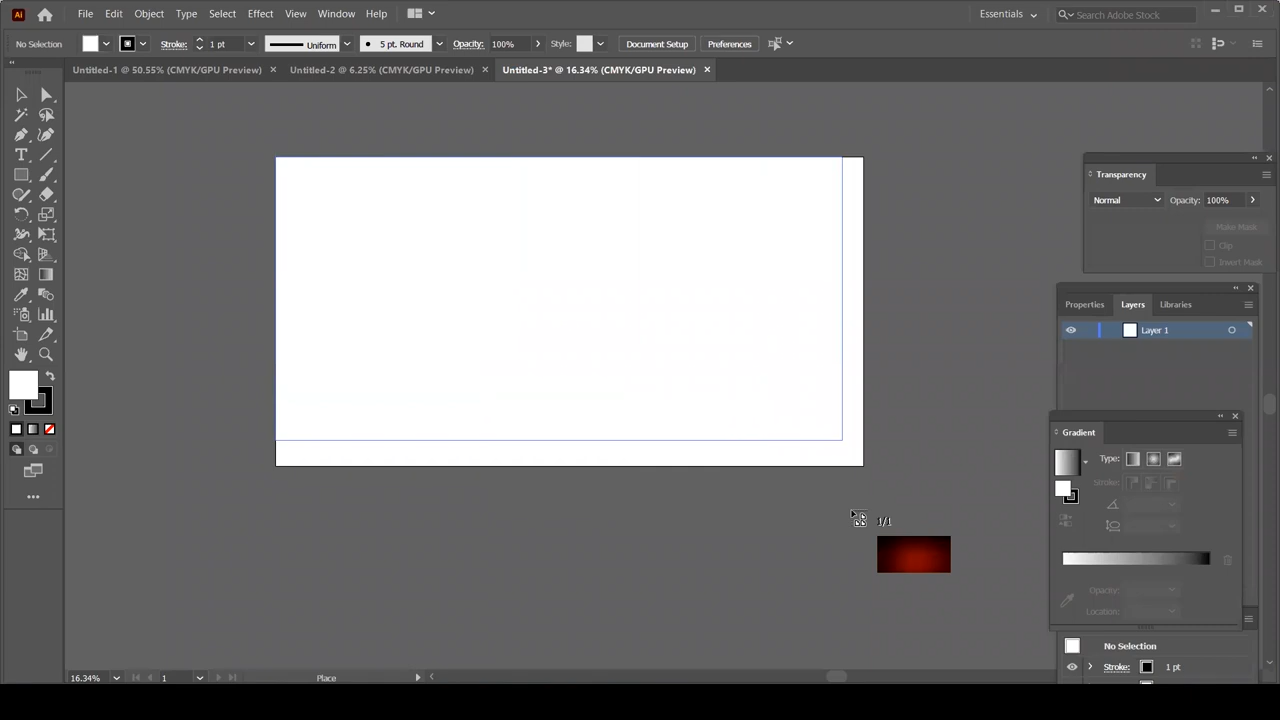 Ai File Edit Object Type Select Effect View Window Help Essentials Search Adobe Stock
No Selection Stroke: 1 pt Uniform 5 pt. Round Opacity: 100% Style: Document Setup Preferences
Untitled-1 @ 50.55% (CMYK/GPU Preview) × Untitled-2 @ 6.25% (CMYK/GPU Preview) × Untitled-3* @ 16.34% (CMYK/GPU Preview) ×
Transparency
Normal Opacity: 100%
Make Mask
Clip
Invert Mask
Properties Layers Libraries
Layer 1
Gradient
Type:
Stroke:
1/1
Opacity:
Location:
No Selection
Stroke: 1 pt
16.34% 1 Place